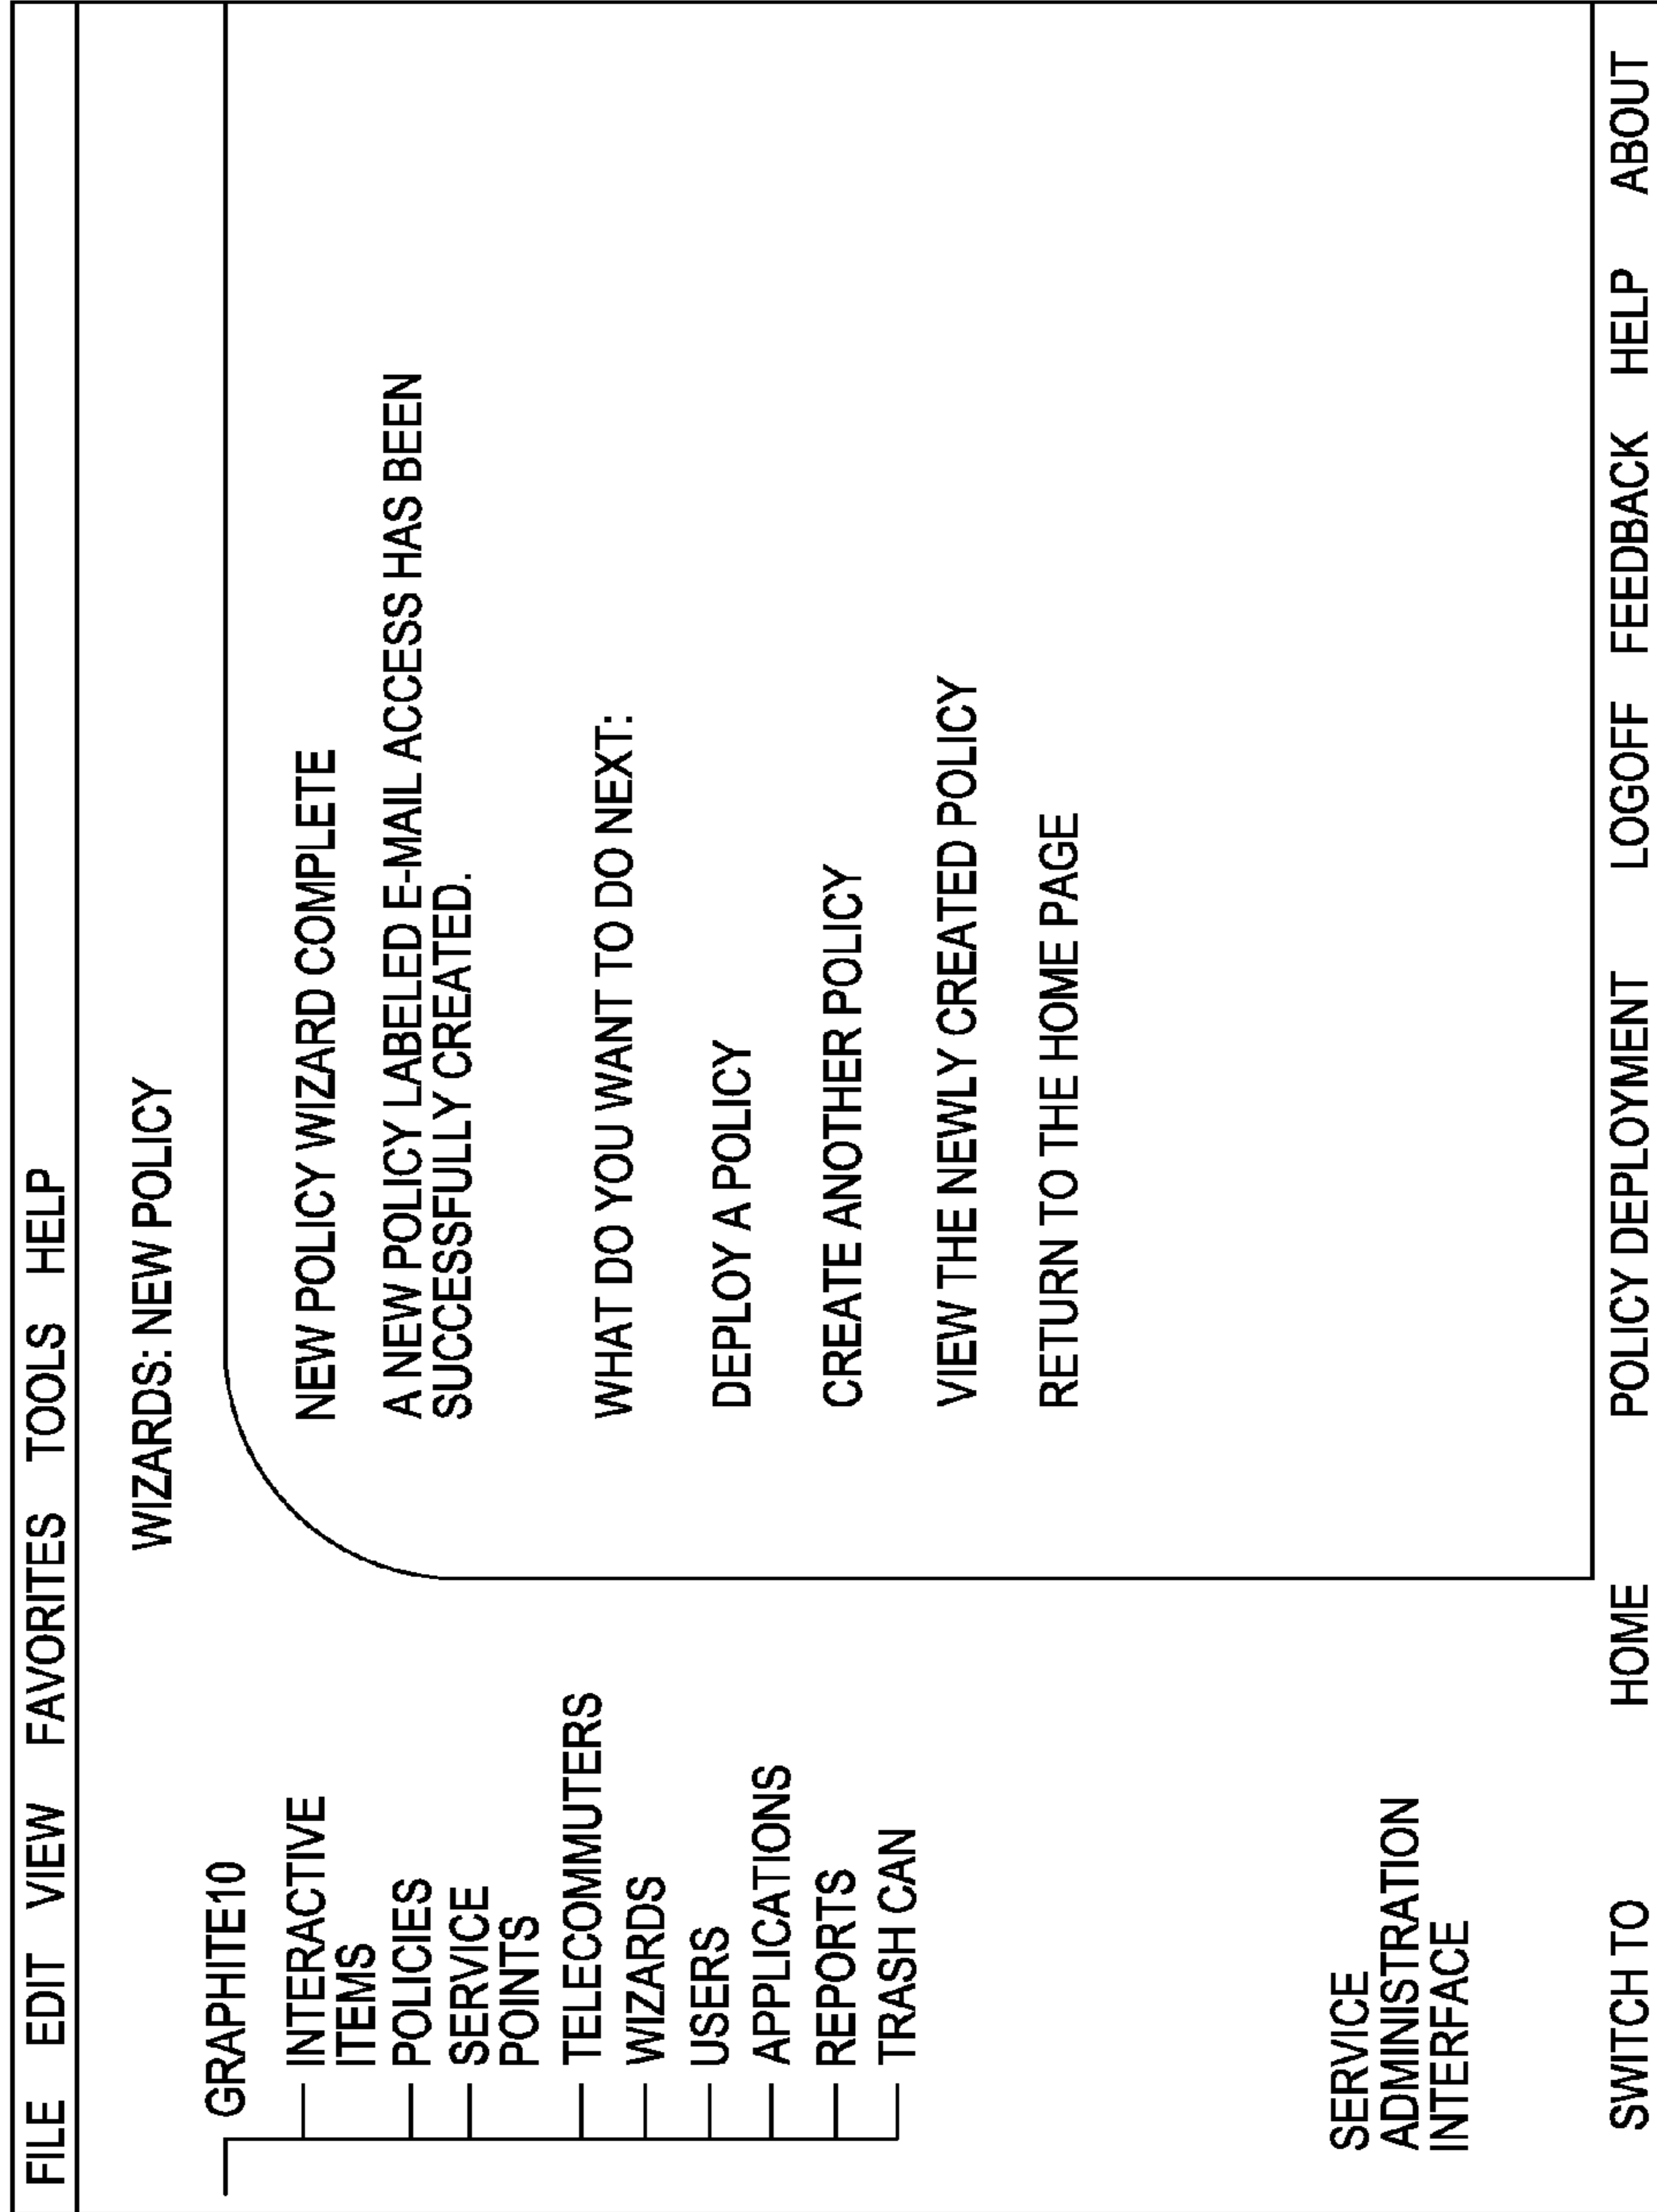 FILE EDIT VIEW FAVORITES TOOLS HELP
WIZARDS: NEW POLICY
GRAPHITE10
INTERACTIVE
ITEMS
POLICIES
SERVICE
POINTS
TELECOMMUTERS
WIZARDS
USERS
APPLICATIONS
REPORTS
TRASH CAN
NEW POLICY WIZARD COMPLETE
A NEW POLICY LABELED E-MAIL ACCESS HAS BEEN
SUCCESSFULLY CREATED.
WHAT DO YOU WANT TO DO NEXT:
DEPLOY A POLICY
CREATE ANOTHER POLICY
VIEW THE NEWLY CREATED POLICY
RETURN TO THE HOME PAGE
SERVICE
ADMINISTRATION
INTERFACE
SWITCH TO HOME POLICY DEPLOYMENT LOGOFF FEEDBACK HELP ABOUT